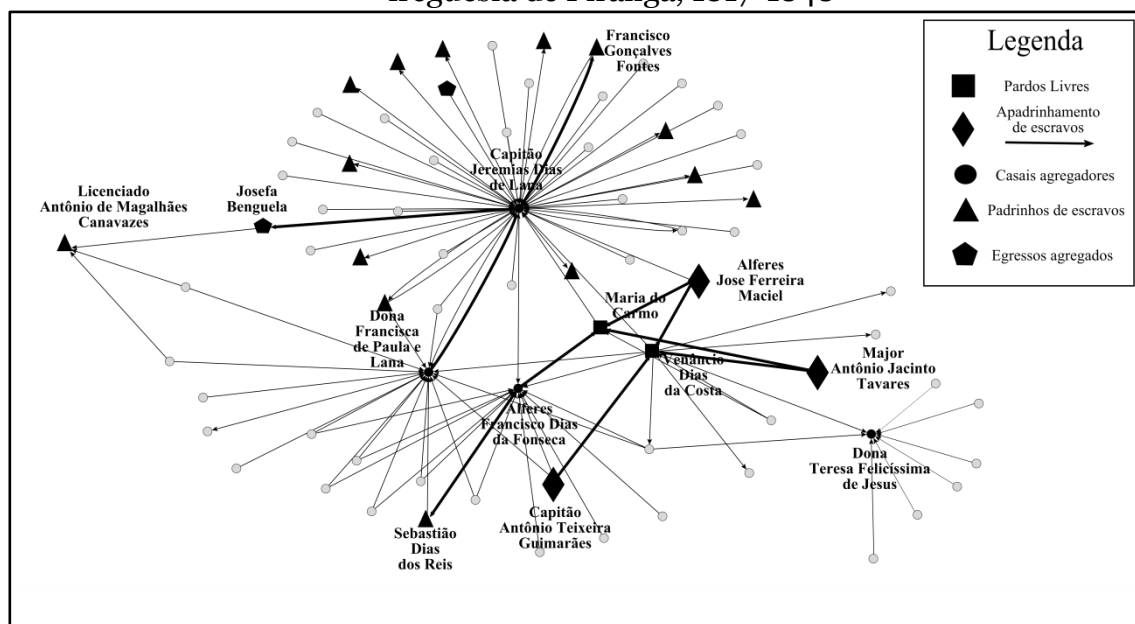 freguesia de Piranga, 1817-1848
Francisco
Gonçalves
Fontes
Capitão
Jeremias Dias
de Lana
Licenciado
Antônio de Magalhães
Canavazes
Josefa
Benguela
Alferes
Jose Ferreira
Maciel
Maria do
Carmo
Dona
Francisca
de Paula e
Lana
Venâncio
Dias
da Costa
Major
Antônio Jacinto
Tavares
Alferes
Francisco Dias
da Fonseca
Dona
Teresa Felicíssima
de Jesus
Capitão
Antônio Teixeira
Guimarães
Sebastião
Dias
dos Reis
Legenda
Pardos Livres
Apadrinhamento
de escravos
Casais agregadores
Padrinhos de escravos
Egressos agregados